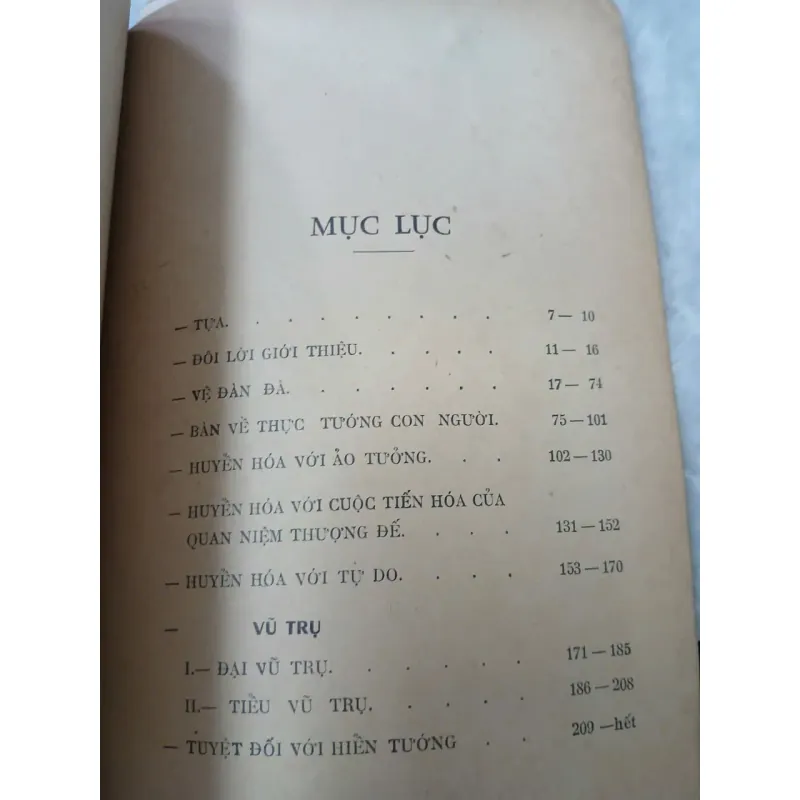 MỤC LỤC
— TỰA. . . . . . . . . 7 — 10
— ĐÔI LỜI GIỚI THIỆU. . . . . 11 — 16
— VỆ ĐÀN ĐÀ. . . . . . . 17 — 74
— BÀN VỀ THỰC TƯỚNG CON NGƯỜI. 75 — 101
— HUYỀN HÓA VỚI ẢO TƯỞNG. . . 102 — 130
— HUYỀN HÓA VỚI CUỘC TIẾN HÓA CỦA
QUAN NIỆM THƯỢNG ĐẾ. . . . 131 — 152
— HUYỀN HÓA VỚI TỰ DO. . . . 153 — 170
— VŨ TRỤ
I.— ĐẠI VŨ TRỤ. . . . . . 171 — 185
II.— TIỀU VŨ TRỤ. . . . . 186 — 208
— TUYỆT ĐỐI VỚI HIỀN TƯỚNG . . 209 — hết